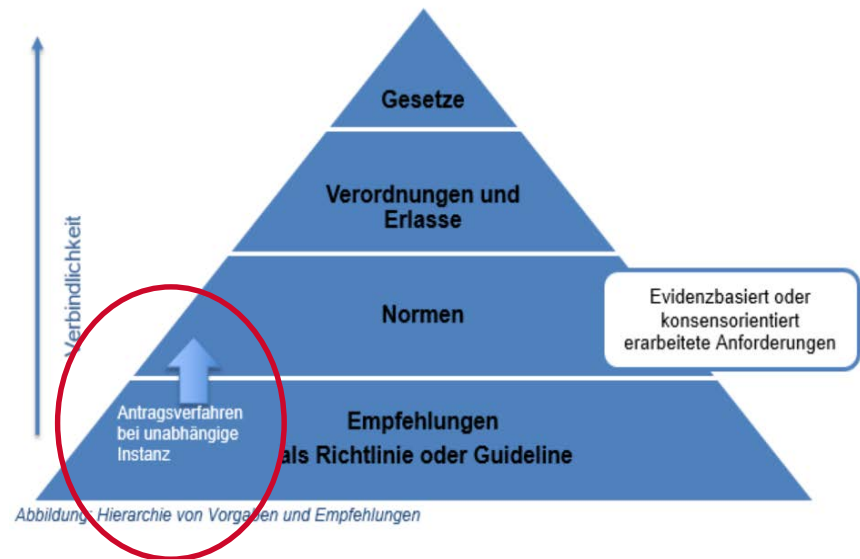 Gesetze
Verordnungen und
Erlasse
Verbindlichkeit
Normen
Evidenzbasiert oder
konsensorientiert
erarbeitete Anforderungen
Antragsverfahren
bei unabhängige
Instanz
Empfehlungen
als Richtlinie oder Guideline
Abbildung: Hierarchie von Vorgaben und Empfehlungen